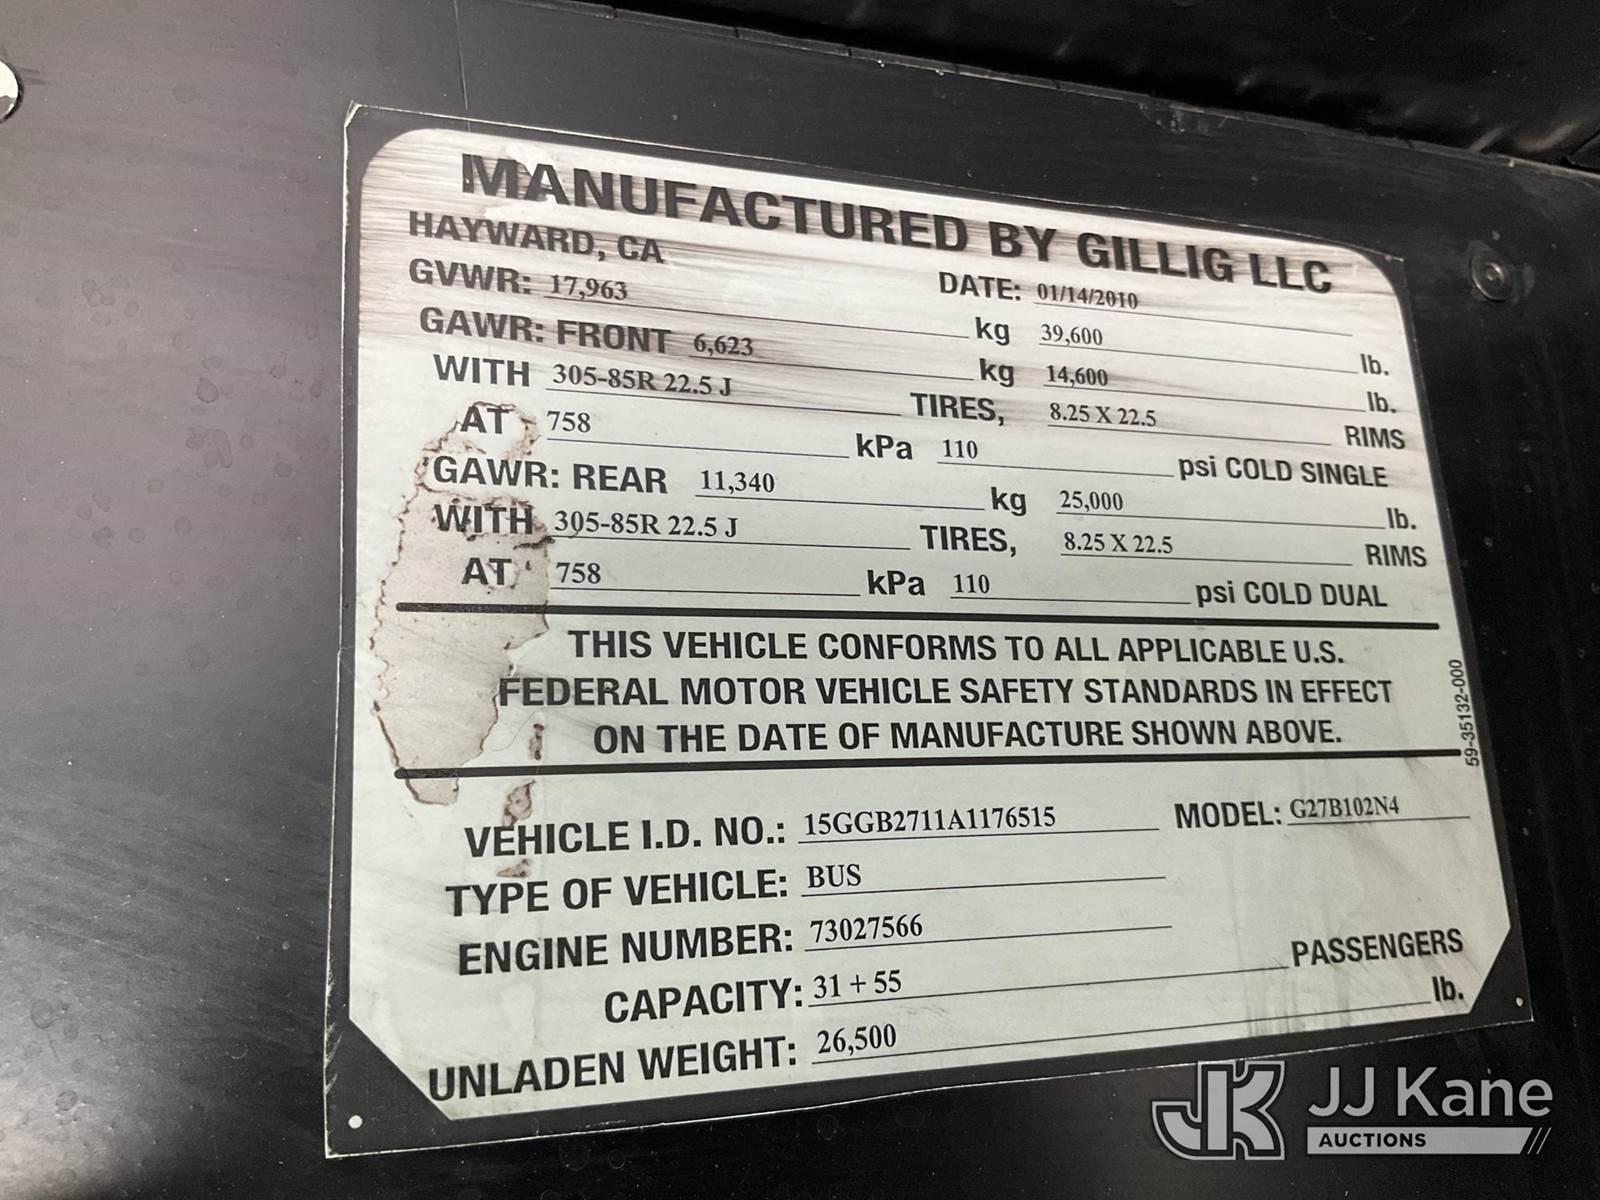 MANUFACTURED BY GILLIG LLC
HAYWARD, CA DATE: 01/14/2010
GVWR: 17,963 kg 39,600 lb.
GAWR: FRONT 6,623 kg 14,600 lb.
WITH 305-85R 22.5 J TIRES, 8.25 X 22.5 RIMS
AT 758 kPa 110 psi COLD SINGLE
GAWR: REAR 11,340 kg 25,000 lb.
WITH 305-85R 22.5 J TIRES, 8.25 X 22.5 RIMS
AT 758 kPa 110 psi COLD DUAL
THIS VEHICLE CONFORMS TO ALL APPLICABLE U.S.
FEDERAL MOTOR VEHICLE SAFETY STANDARDS IN EFFECT
ON THE DATE OF MANUFACTURE SHOWN ABOVE.
59-35132-000
VEHICLE I.D. NO.: 15GGB2711A1176515 MODEL: G27B102N4
TYPE OF VEHICLE: BUS
ENGINE NUMBER: 73027566
CAPACITY: 31 + 55 PASSENGERS
UNLADEN WEIGHT: 26,500 lb.
JK JJ Kane
AUCTIONS